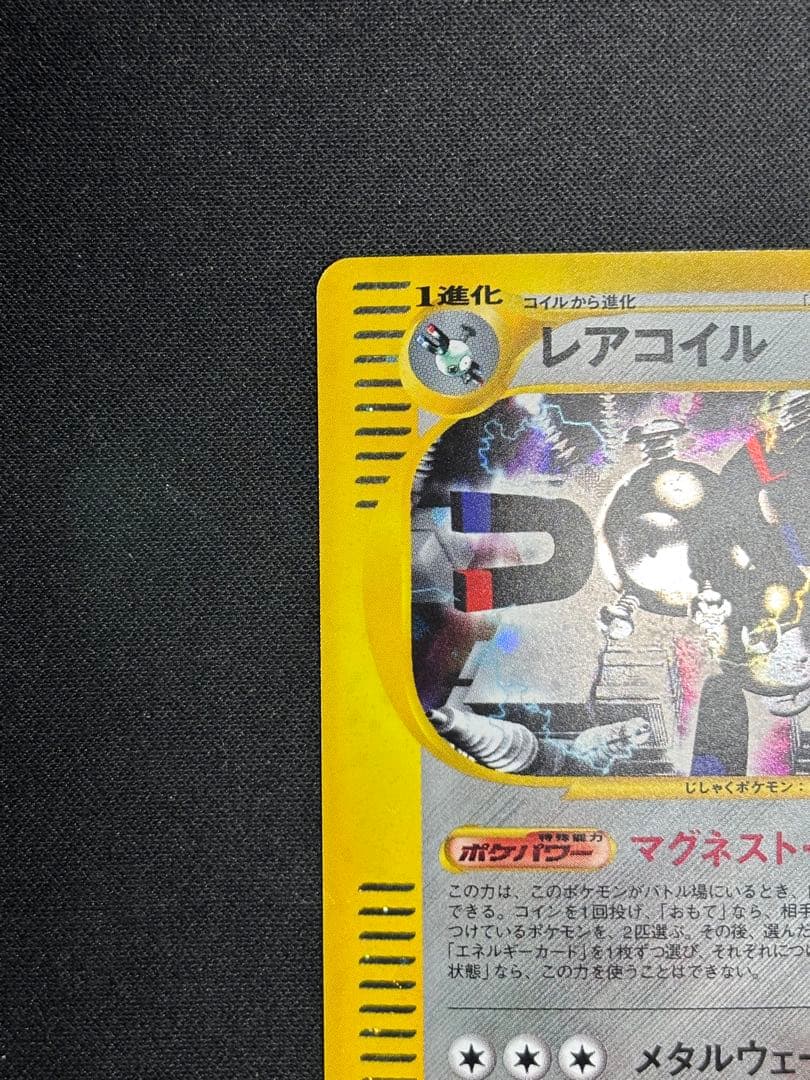 1進化 コイルから進化
レアコイル
じしゃくポケモン：
特殊能力
ポケパワー マグネスト
この力は、このポケモンがバトル場にいるとき、
できる。コインを1回投げ、「おもて」なら、相手
つけているポケモンを、2匹選ぶ。その後、選んだ
「エネルギーカード」を1枚ずつ選び、それぞれにつけ
状態」なら、この力を使うことはできない。
メタルウェー